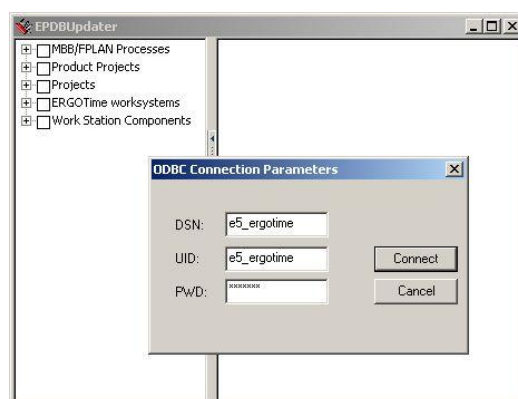 EPDBUpdater
MBB/FPLAN Processes
Product Projects
Projects
ERGOTime worksystems
Work Station Components
ODBC Connection Parameters
DSN: e5_ergotime
UID: e5_ergotime Connect
PWD: ******* Cancel